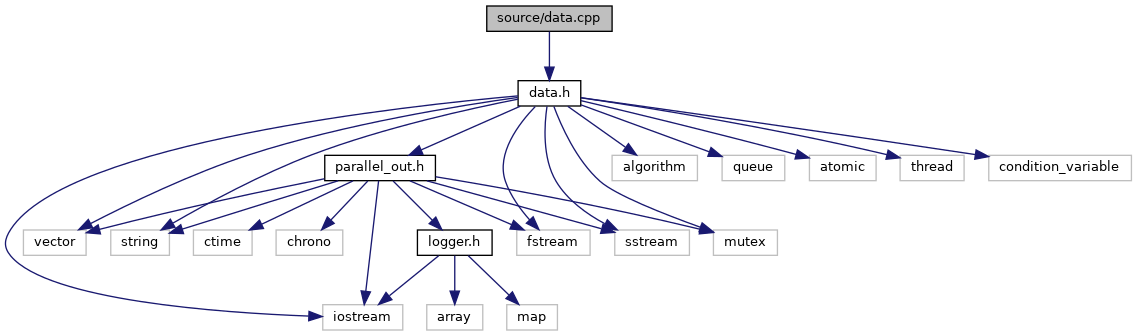 source/data.cpp
data.h
parallel_out.h
algorithm
queue
atomic
thread
condition_variable
vector
string
ctime
chrono
logger.h
fstream
sstream
mutex
iostream
array
map